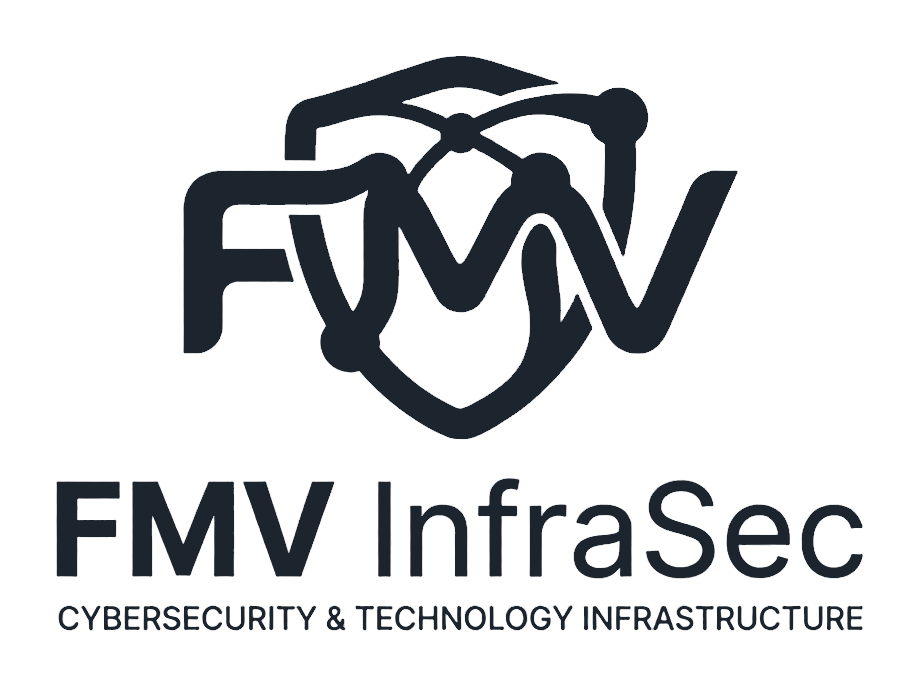 FMV
FMV InfraSec
CYBERSECURITY & TECHNOLOGY INFRASTRUCTURE